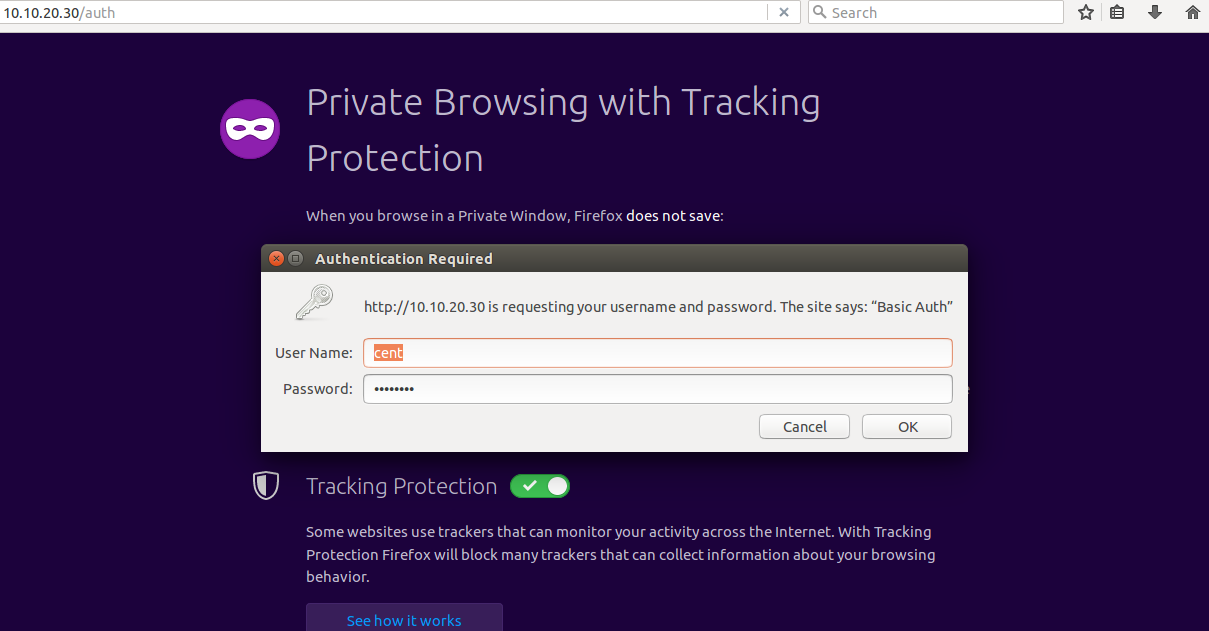 10.10.20.30/auth
Search
Private Browsing with Tracking
Protection
When you browse in a Private Window, Firefox does not save:
Authentication Required
http://10.10.20.30 is requesting your username and password. The site says: “Basic Auth”
User Name: cent
Password: ••••••••
Cancel OK
Tracking Protection
Some websites use trackers that can monitor your activity across the Internet. With Tracking
Protection Firefox will block many trackers that can collect information about your browsing
behavior.
See how it works